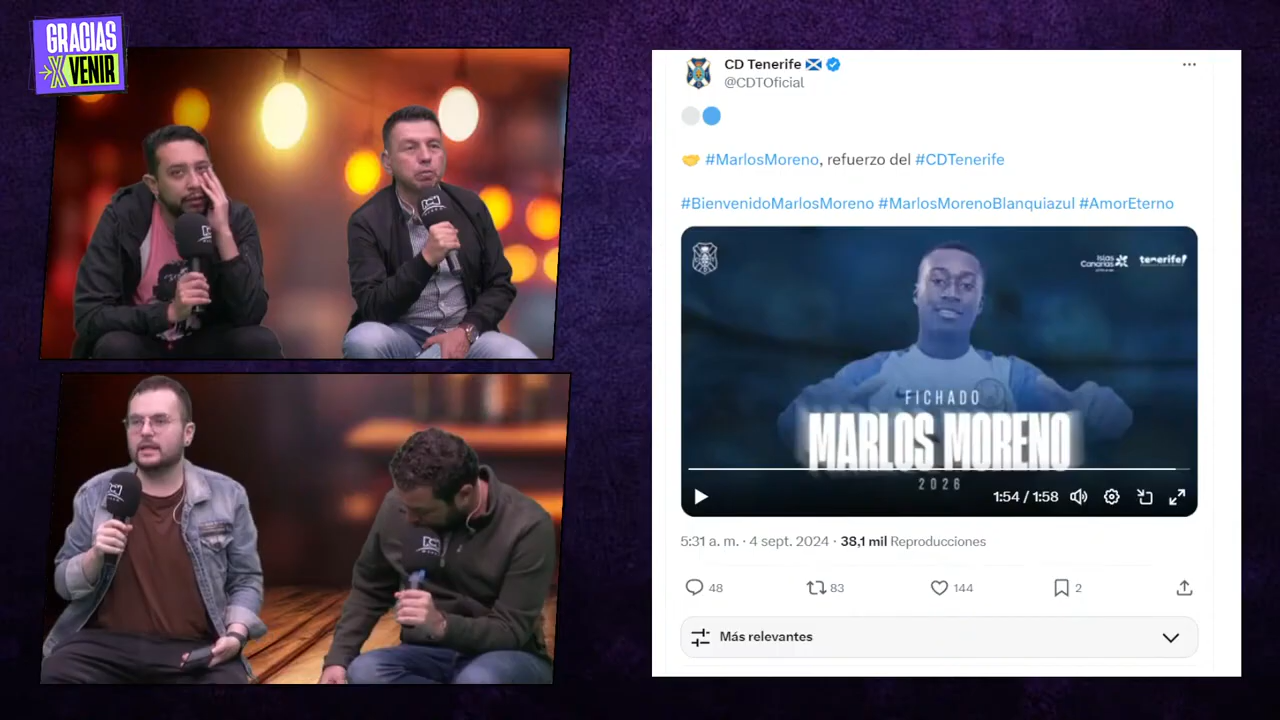 GRACIAS
X VENIR
CD Tenerife
@CDTOficial
#MarlosMoreno, refuerzo del #CDTenerife
#BienvenidoMarlosMoreno #MarlosMorenoBlanquiazul #AmorEterno
Islas
Canarias
tenerife!
FICHADO
MARLOS MORENO
2026
1:54 / 1:58
5:31 a. m. · 4 sept. 2024 · 38,1 mil Reproducciones
48
83
144
2
Más relevantes